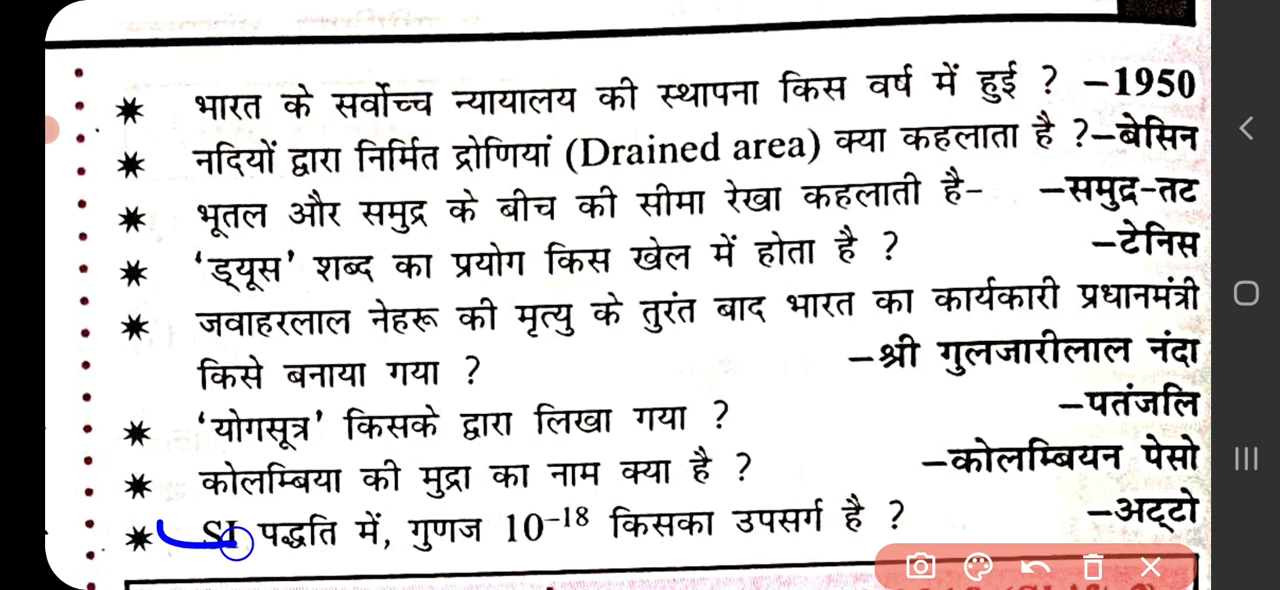 * भारत के सर्वोच्च न्यायालय की स्थापना किस वर्ष में हुई ? –1950
* नदियों द्वारा निर्मित द्रोणियां (Drained area) क्या कहलाता है ?–बेसिन
* भूतल और समुद्र के बीच की सीमा रेखा कहलाती है- –समुद्र-तट
* ‘ड्यूस’ शब्द का प्रयोग किस खेल में होता है ? –टेनिस
* जवाहरलाल नेहरू की मृत्यु के तुरंत बाद भारत का कार्यकारी प्रधानमंत्री
किसे बनाया गया ? –श्री गुलजारीलाल नंदा
* ‘योगसूत्र’ किसके द्वारा लिखा गया ? –पतंजलि
* कोलम्बिया की मुद्रा का नाम क्या है ? –कोलम्बियन पेसो
* SI पद्धति में, गुणज 10⁻¹⁸ किसका उपसर्ग है ? –अट्टो